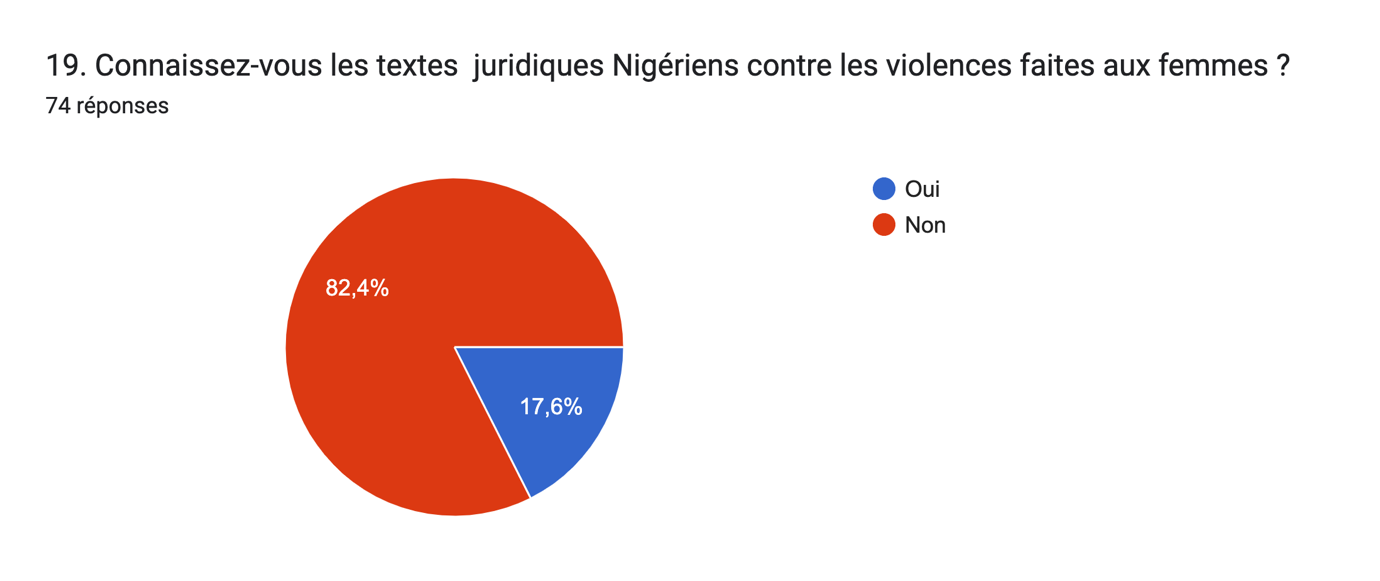 19. Connaissez-vous les textes  juridiques Nigériens contre les violences faites aux femmes ?
74 réponses
Oui
Non
82,4%
17,6%